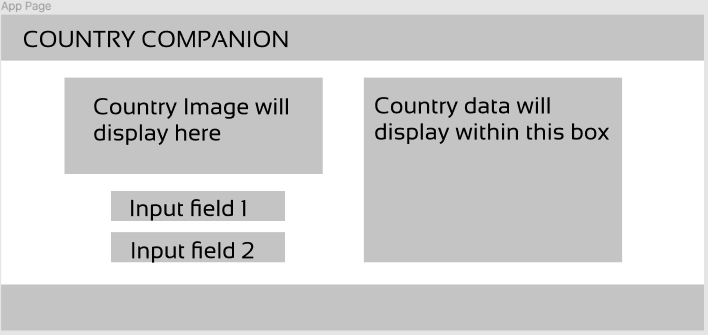 App Page
COUNTRY COMPANION
Country Image will
display here
Country data will
display within this box
Input field 1
Input field 2